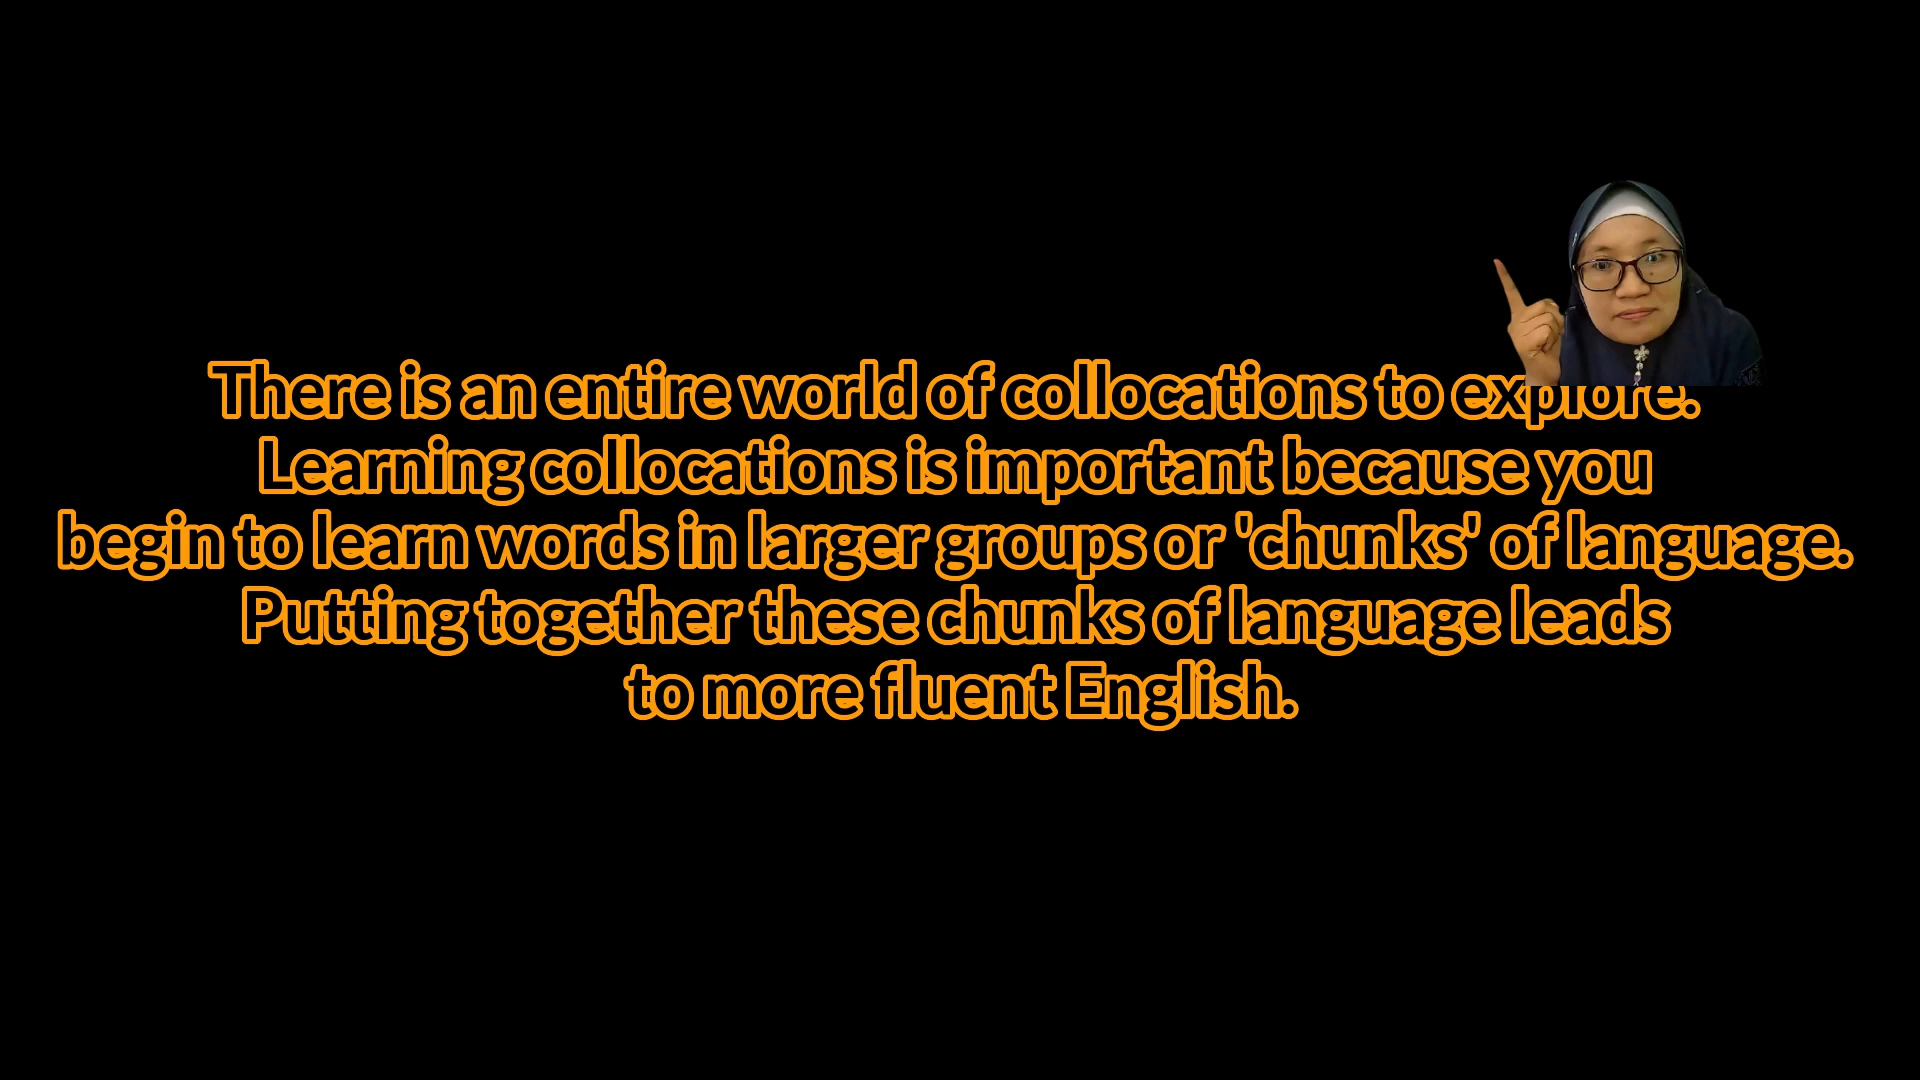 There is an entire world of collocations to explore.
Learning collocations is important because you
begin to learn words in larger groups or 'chunks' of language.
Putting together these chunks of language leads
to more fluent English.